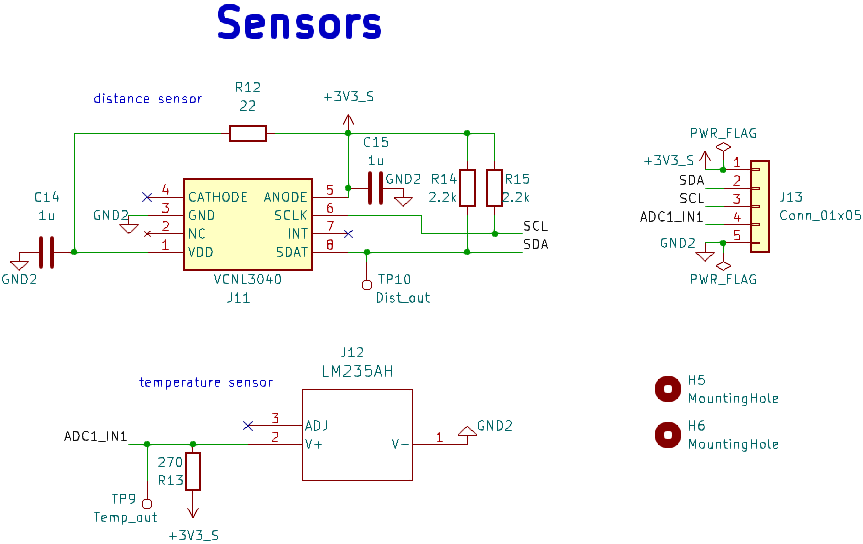 Sensors
distance sensor
R12
22
+3V3_S
C15
1u
GND2
R14
2.2k
R15
2.2k
C14
1u
GND2
GND2
4 CATHODE ANODE 5
3 GND SCLK 6
2 NC INT 7
1 VDD SDAT 8
VCNL3040
J11
SCL
SDA
TP10
Dist_out
PWR_FLAG
+3V3_S
1
SDA
2
SCL
3
ADC1_IN1
4
GND2
5
PWR_FLAG
J13
Conn_01x05
temperature sensor
J12
LM235AH
3 ADJ
2 V+
V- 1
GND2
ADC1_IN1
270
R13
TP9
Temp_out
+3V3_S
H5
MountingHole
H6
MountingHole